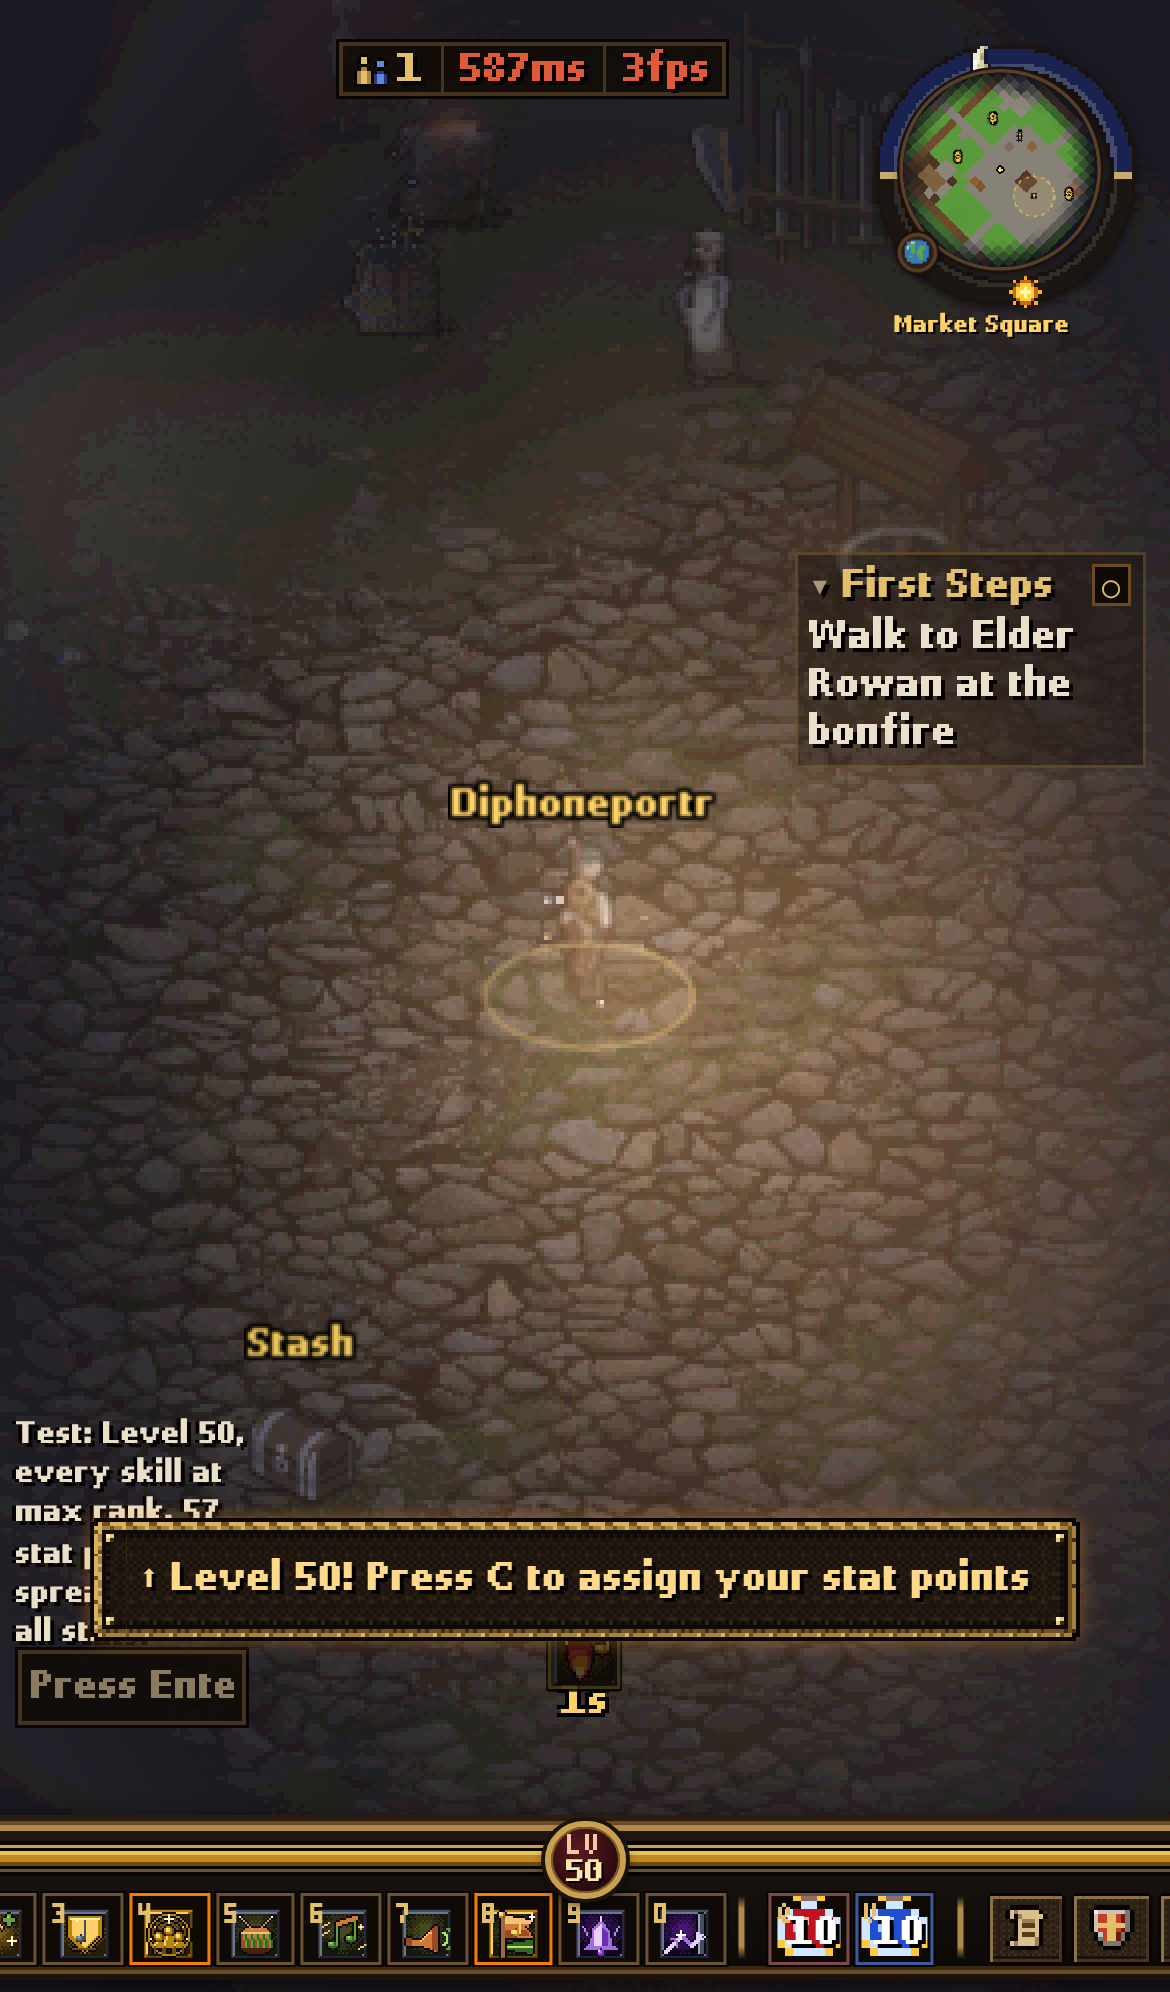 1 587ms 3fps
Market Square
First Steps
Walk to Elder
Rowan at the
bonfire
Diphoneportr
Stash
Test: Level 50,
every skill at
max rank. 57
stat
all
↑ Level 50! Press C to assign your stat points
Press Ente
1s
LV
50
3 4 5 6 7 8 9 0 10 10